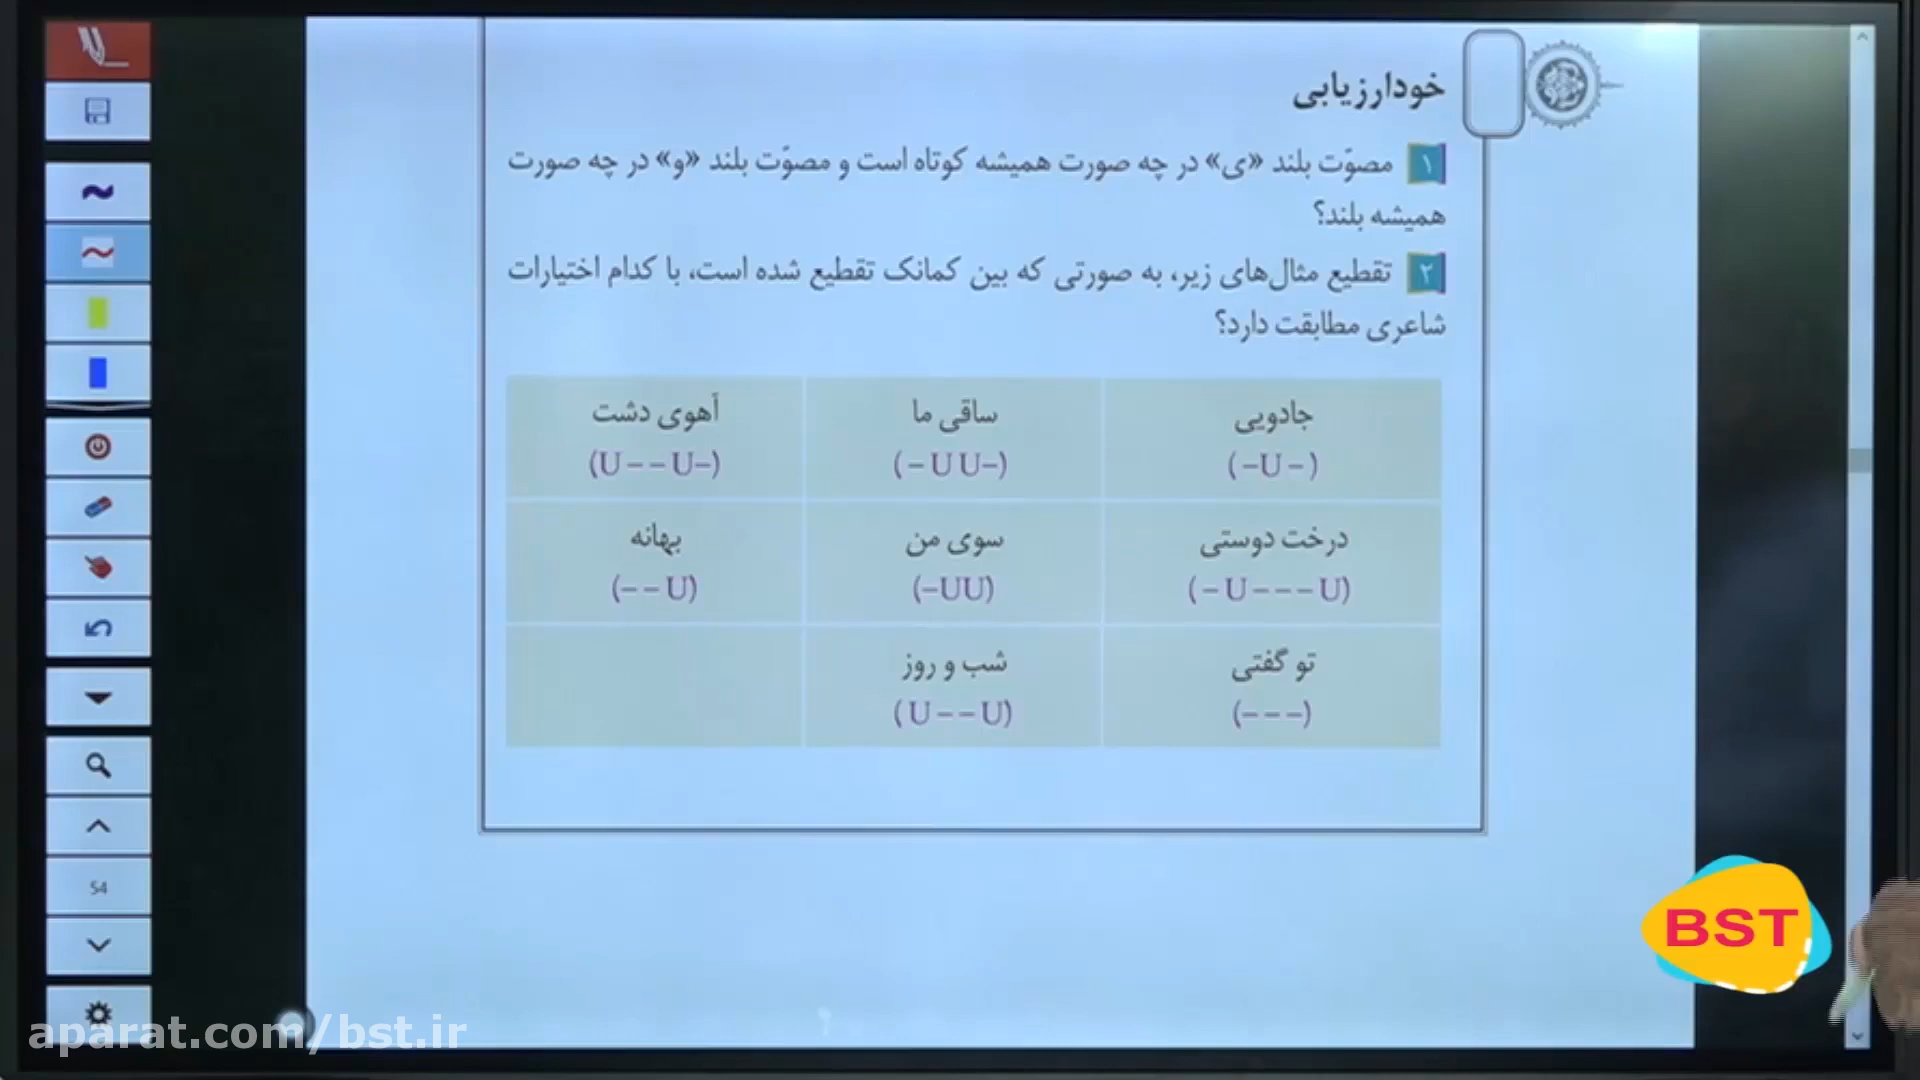 خودارزیابی
۱ مصوّت بلند «ی» در چه صورت همیشه کوتاه است و مصوّت بلند «و» در چه صورت
همیشه بلند؟
۲ تقطیع مثال‌های زیر، به صورتی که بین کمانک تقطیع شده است، با کدام اختیارات
شاعری مطابقت دارد؟
جادویی ساقی ما آهوی دشت
(–U–) (–UU–) (U––U–)
درخت دوستی سوی من بهانه
(–U–––U) (–UU) (––U)
تو گفتی شب و روز
(–––) (U––U)
54
BST
aparat.com/bst.ir